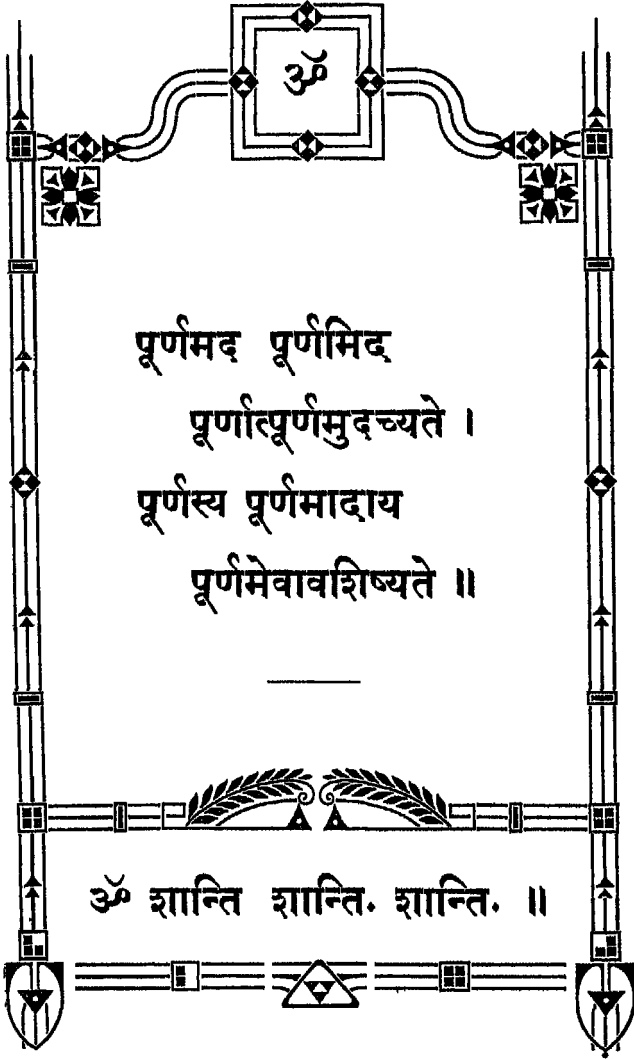 ॐ
पूर्णमद पूर्णमिद
पूर्णात्पूर्णमुदच्यते ।
पूर्णस्य पूर्णमादाय
पूर्णमेवावशिष्यते ॥
ॐ शान्ति शान्ति. शान्ति. ॥